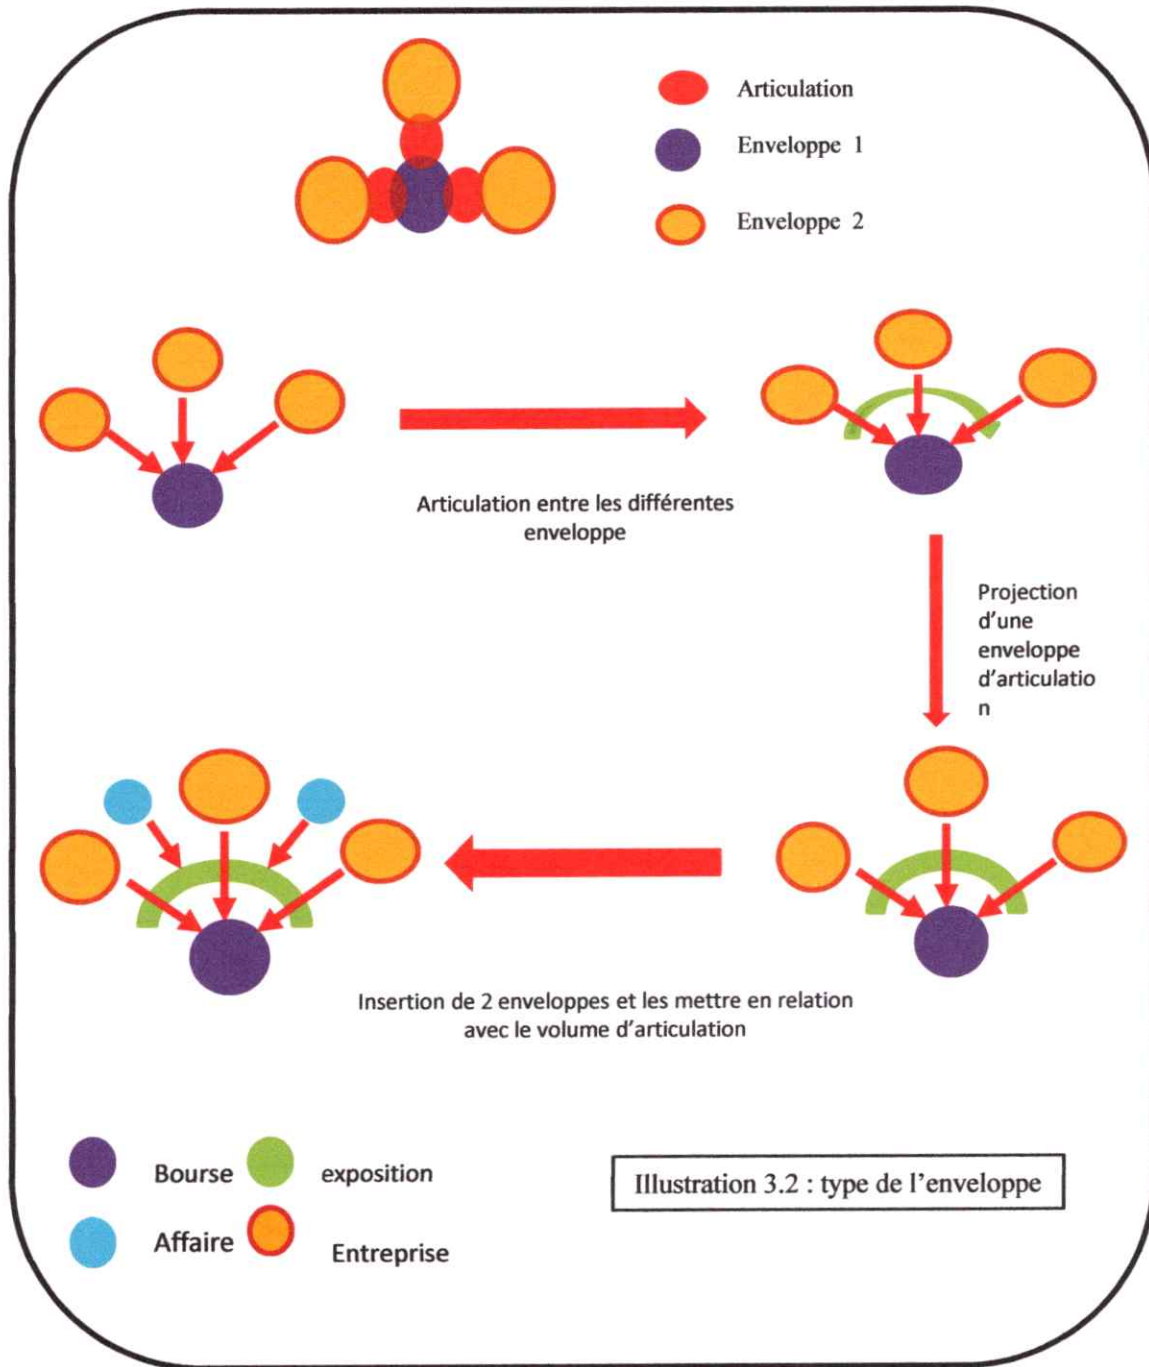 Articulation
Enveloppe 1
Enveloppe 2
Articulation entre les différentes
enveloppe
Projection
d'une
enveloppe
d'articulatio
n
Insertion de 2 enveloppes et les mettre en relation
avec le volume d'articulation
Bourse
exposition
Affaire
Entreprise
Illustration 3.2 : type de l'enveloppe